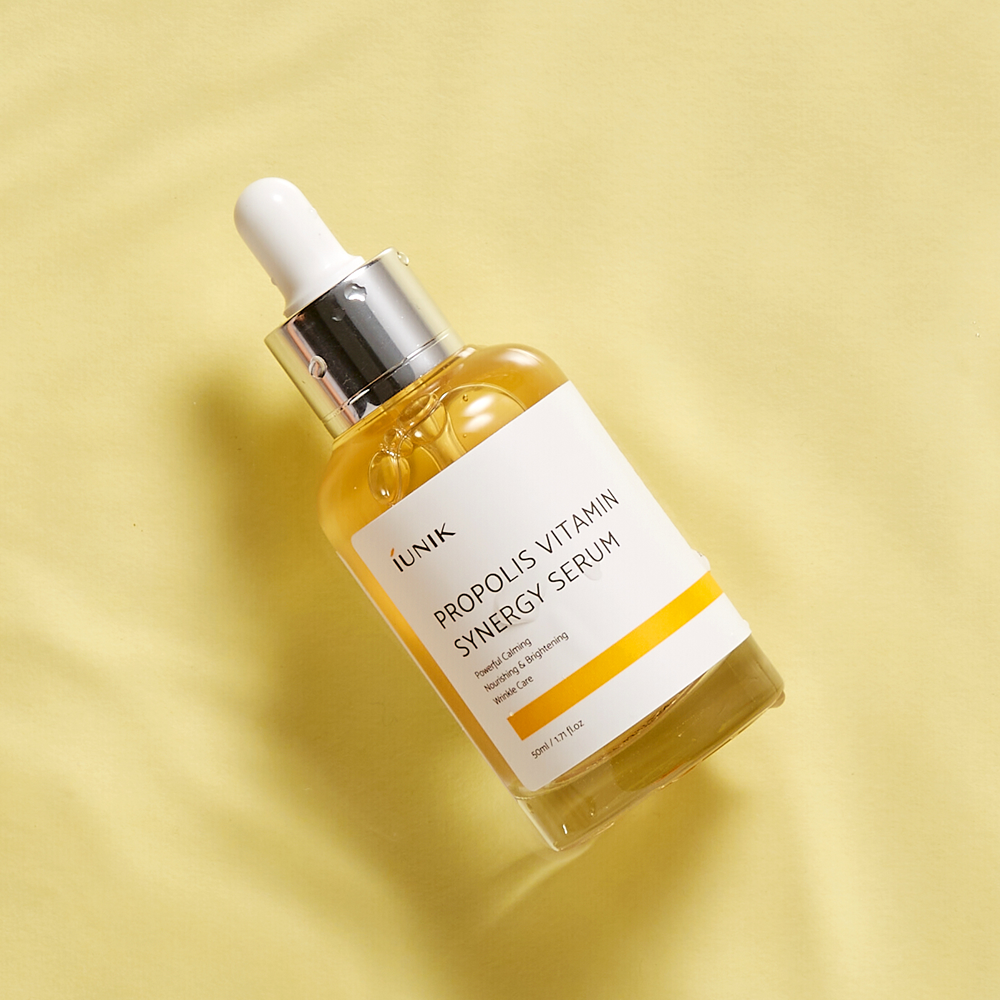 iUNIK
PROPOLIS VITAMIN
SYNERGY SERUM
Powerful Calming
Nourishing & Brightening
Wrinkle Care
50ml / 1.71 fl.oz